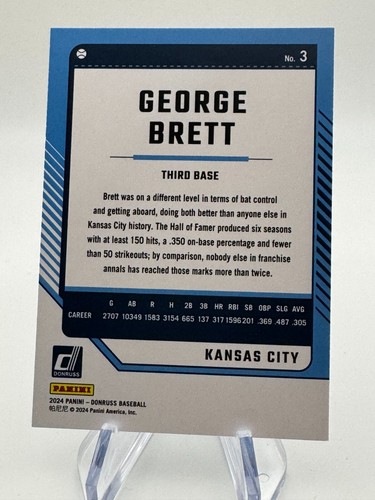 No. 3
GEORGE
BRETT
THIRD BASE
Brett was on a different level in terms of bat control
and getting aboard, doing both better than anyone else in
Kansas City history. The Hall of Famer produced six seasons
with at least 150 hits, a .350 on-base percentage and fewer
than 50 strikeouts; by comparison, nobody else in franchise
annals has reached those marks more than twice.
G AB R H 2B 3B HR RBI SB OBP SLG AVG
CAREER 2707 10349 1583 3154 665 137 317 1596 201 .369 .487 .305
KANSAS CITY
DONRUSS
PANINI
2024 PANINI – DONRUSS BASEBALL
帕尼尼 © 2024 Panini America, Inc.